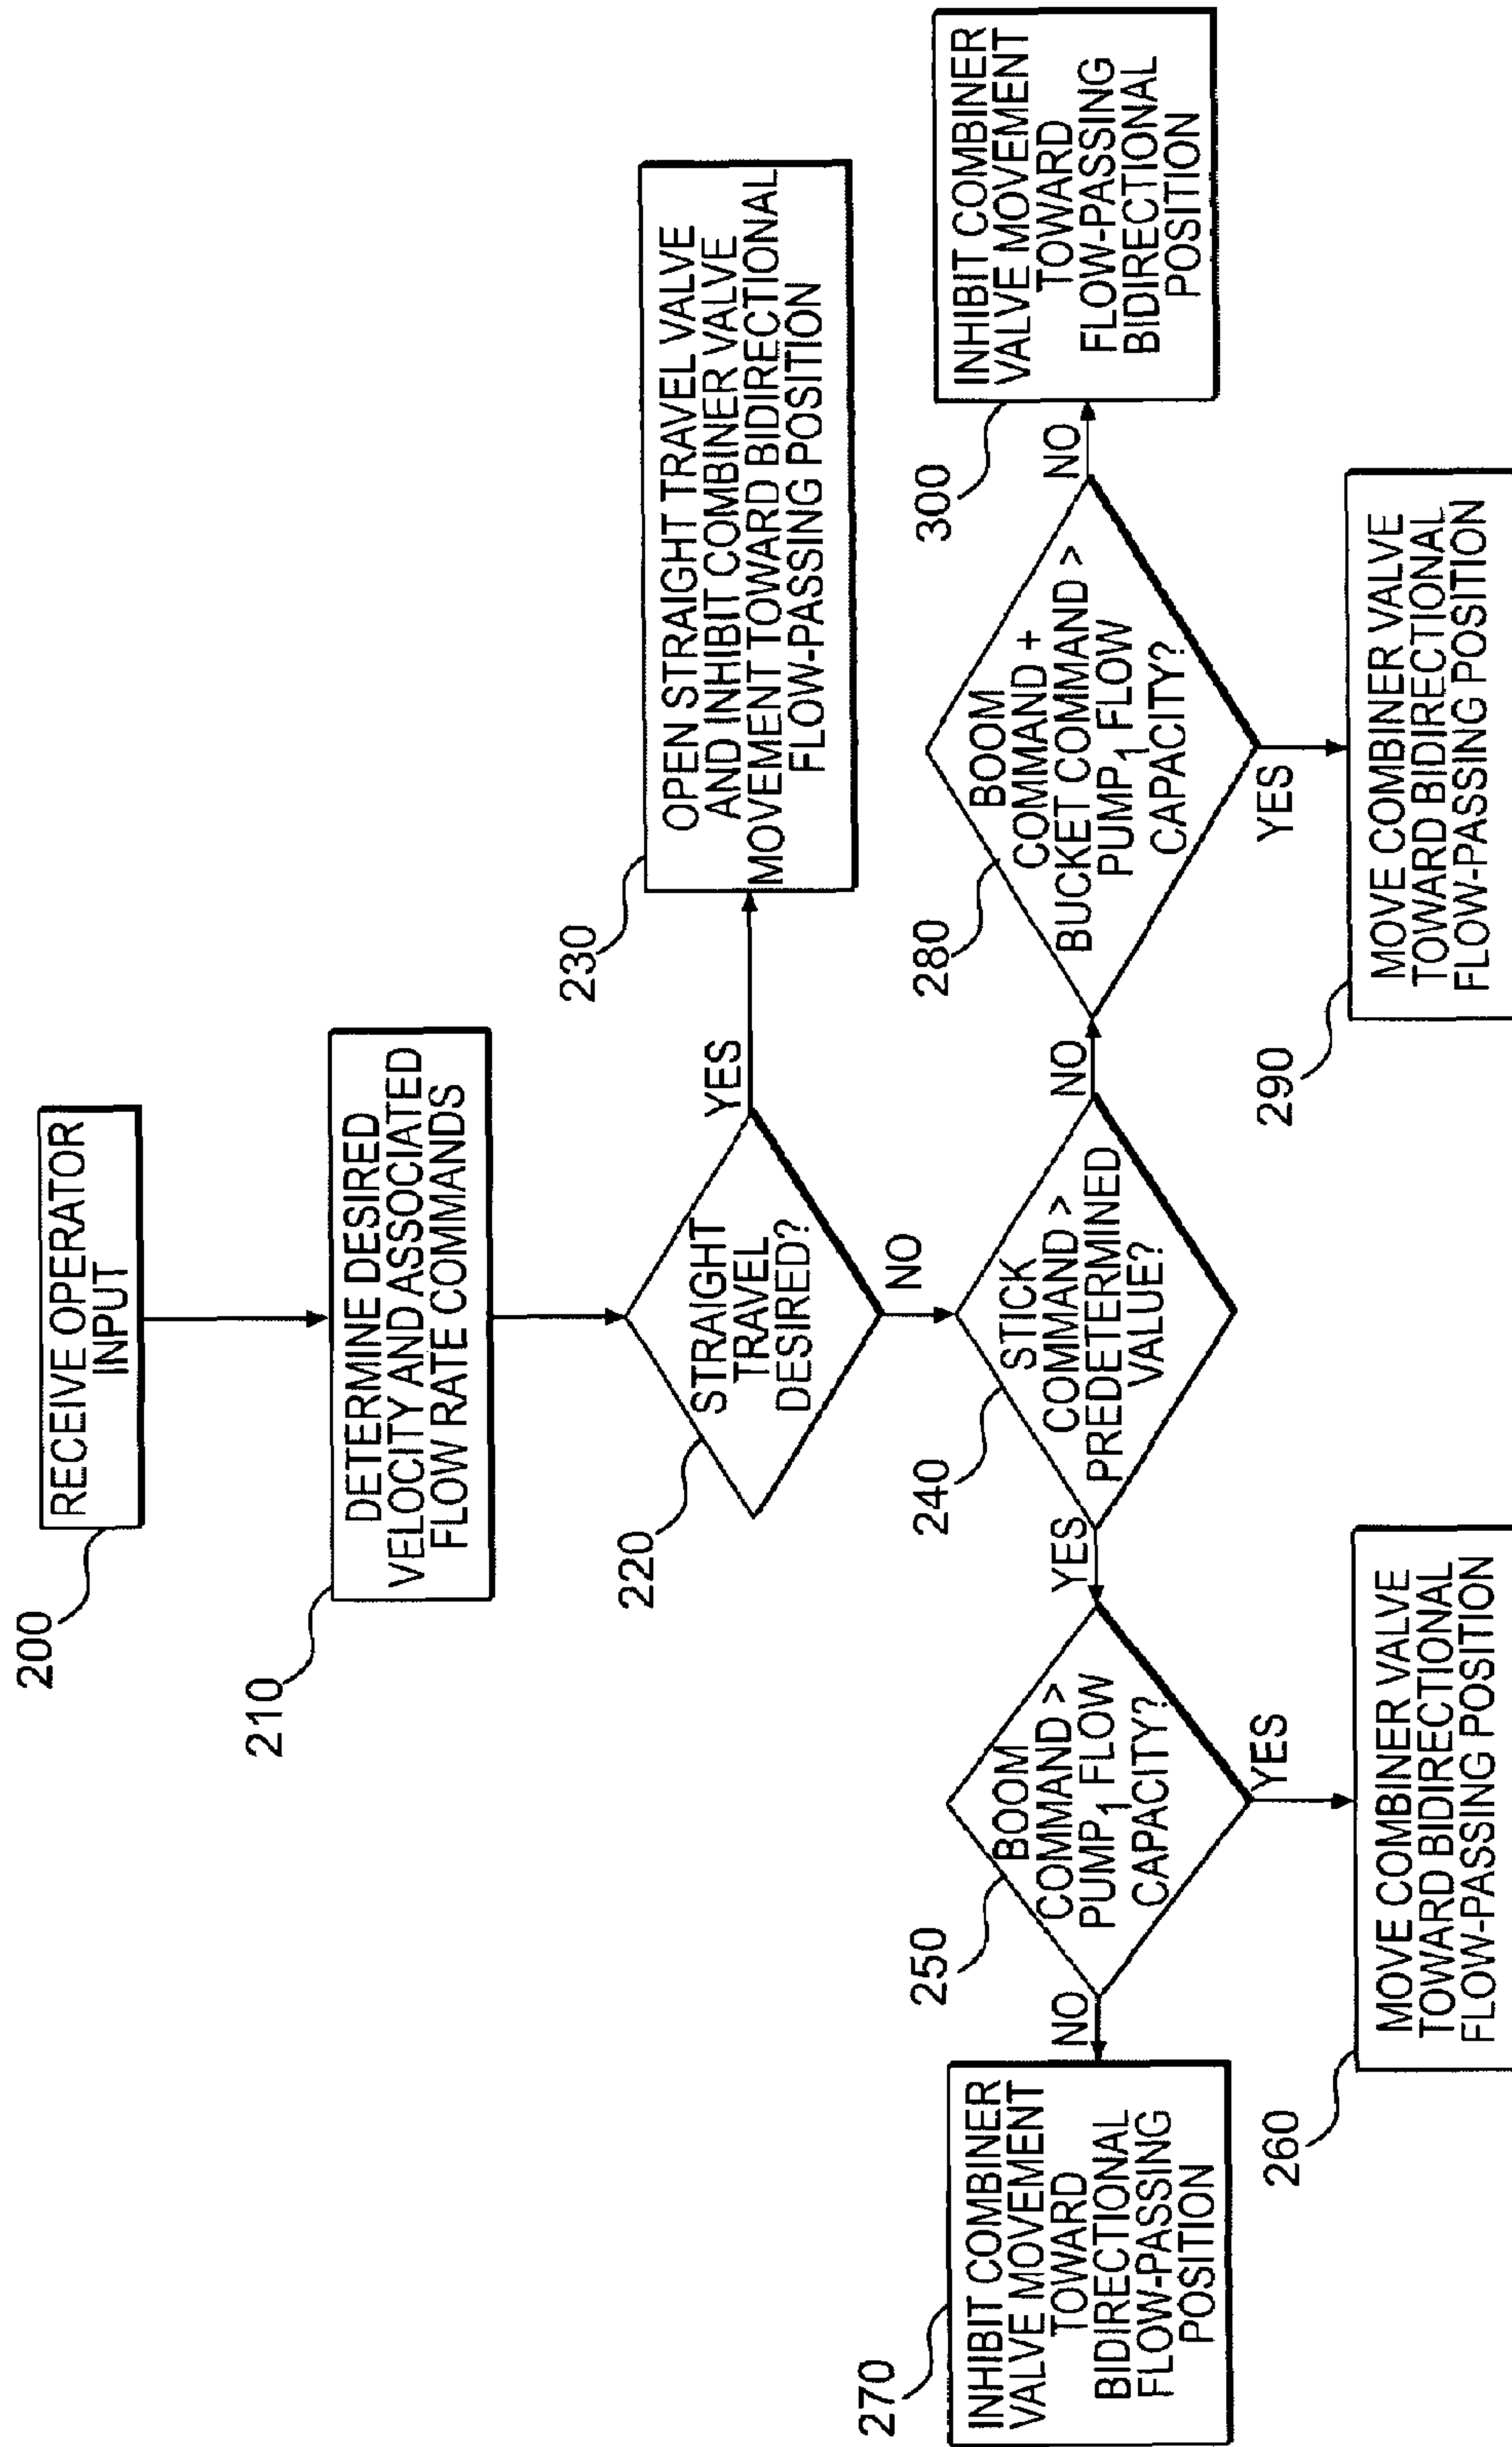 200
RECEIVE OPERATOR
INPUT
210
DETERMINE DESIRED
VELOCITY AND ASSOCIATED
FLOW RATE COMMANDS
220
STRAIGHT
TRAVEL
DESIRED?
YES
NO
230
OPEN STRAIGHT TRAVEL VALVE
AND INHIBIT COMBINER VALVE
MOVEMENT TOWARD BIDIRECTIONAL
FLOW-PASSING POSITION
240
STICK
COMMAND >
PREDETERMINED
VALUE?
YES
NO
250
BOOM
COMMAND >
PUMP1 FLOW
CAPACITY?
NO
YES
270
INHIBIT COMBINER
VALVE MOVEMENT
TOWARD
BIDIRECTIONAL
FLOW-PASSING
POSITION
260
MOVE COMBINER VALVE
TOWARD BIDIRECTIONAL
FLOW-PASSING POSITION
280
BOOM
COMMAND +
BUCKET COMMAND >
PUMP1 FLOW
CAPACITY?
NO
YES
300
INHIBIT COMBINER
VALVE MOVEMENT
TOWARD
FLOW-PASSING
BIDIRECTIONAL
POSITION
290
MOVE COMBINER VALVE
TOWARD BIDIRECTIONAL
FLOW-PASSING POSITION